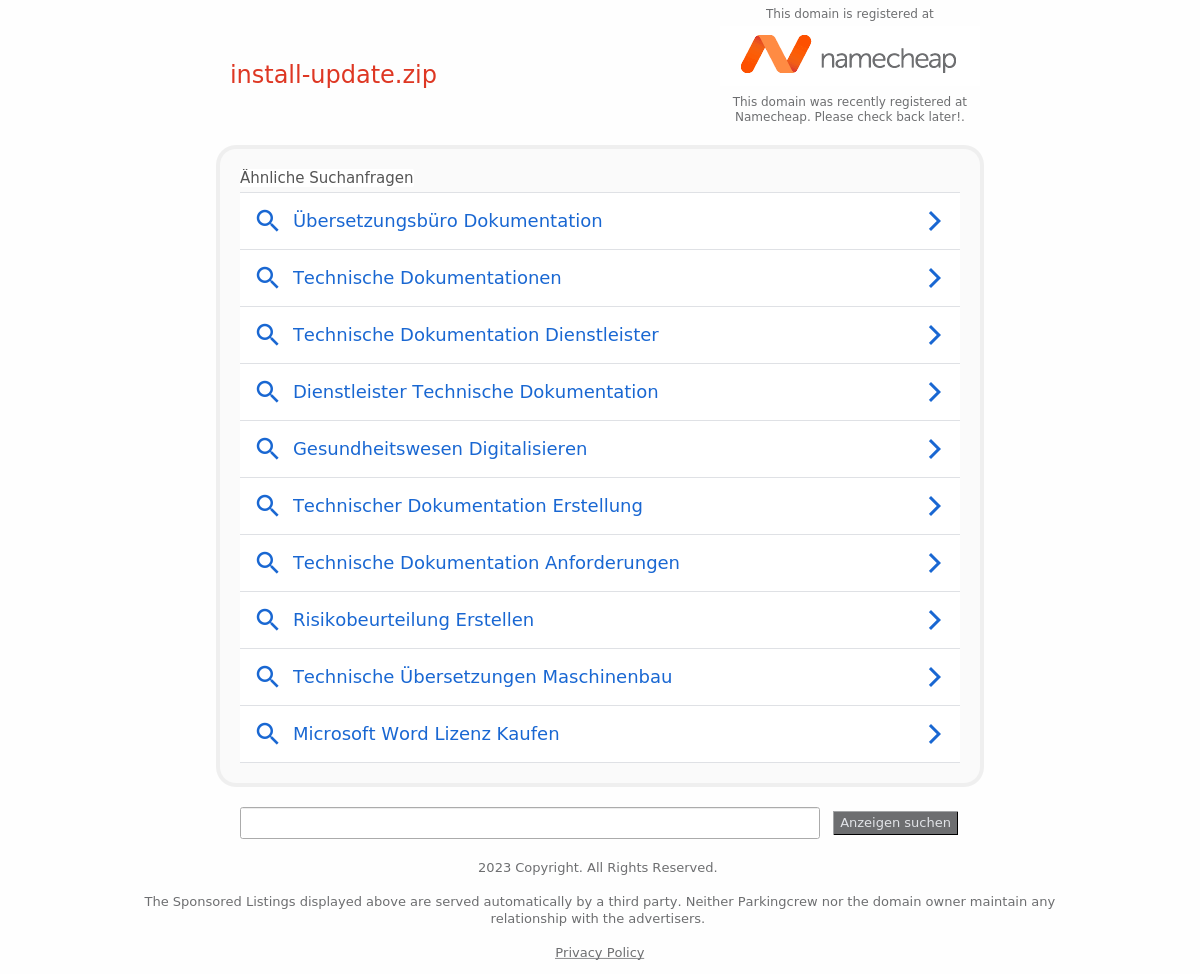 This domain is registered at
namecheap
install-update.zip
This domain was recently registered at
Namecheap. Please check back later!.
Ähnliche Suchanfragen
Übersetzungsbüro Dokumentation
Technische Dokumentationen
Technische Dokumentation Dienstleister
Dienstleister Technische Dokumentation
Gesundheitswesen Digitalisieren
Technischer Dokumentation Erstellung
Technische Dokumentation Anforderungen
Risikobeurteilung Erstellen
Technische Übersetzungen Maschinenbau
Microsoft Word Lizenz Kaufen
Anzeigen suchen
2023 Copyright. All Rights Reserved.
The Sponsored Listings displayed above are served automatically by a third party. Neither Parkingcrew nor the domain owner maintain any
relationship with the advertisers.
Privacy Policy